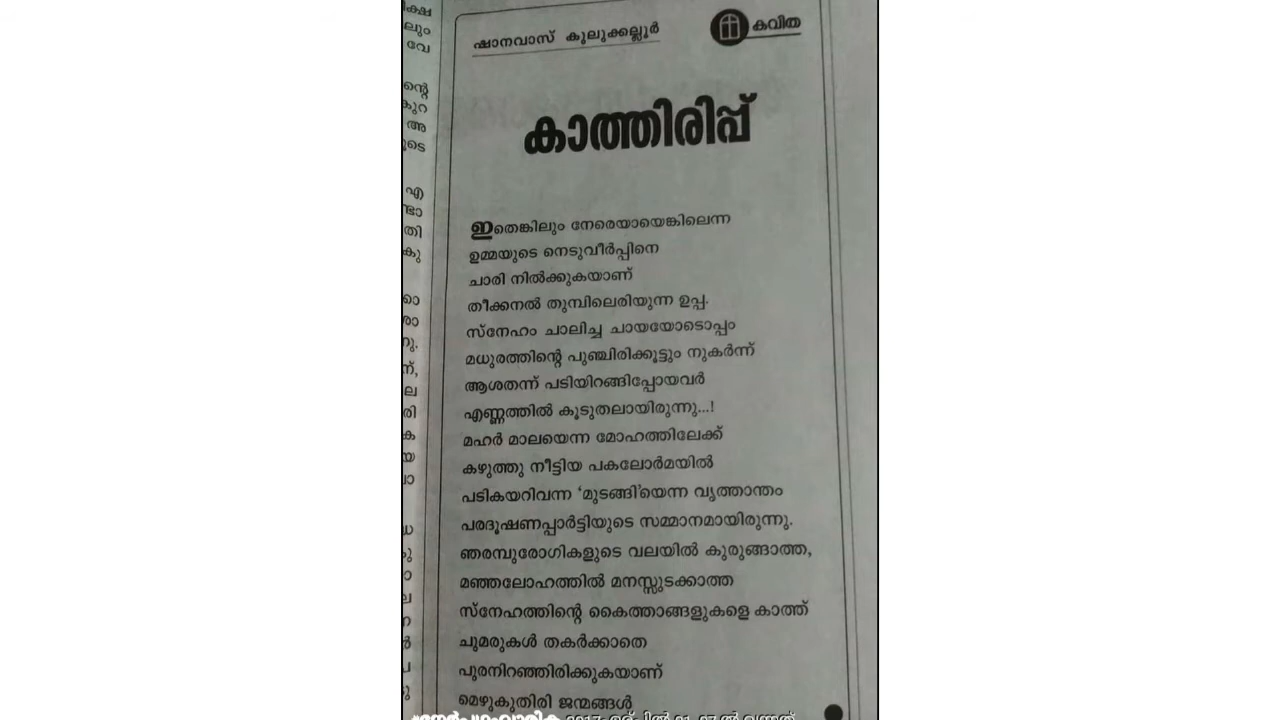 ഷാനവാസ് കുലുക്കല്ലൂർ
കവിത
കാത്തിരിപ്പ്
ഇതെങ്കിലും നേരെയായെങ്കിലെന്ന
ഉമ്മയുടെ നെടുവീർപ്പിനെ
ചാരി നിൽക്കുകയാണ്
തീക്കനൽ തുമ്പിലെരിയുന്ന ഉപ്പ.
സ്നേഹം ചാലിച്ച ചായയോടൊപ്പം
മധുരത്തിന്റെ പുഞ്ചിരിക്കൂട്ടും നുകർന്ന്
ആശതന്ന് പടിയിറങ്ങിപ്പോയവർ
എണ്ണത്തിൽ കൂടുതലായിരുന്നു...!
മഹർ മാലയെന്ന മോഹത്തിലേക്ക്
കഴുത്തു നീട്ടിയ പകലോർമയിൽ
പടികയറിവന്ന ‘മുടങ്ങി’യെന്ന വൃത്താന്തം
പരദൂഷണപ്പാർട്ടിയുടെ സമ്മാനമായിരുന്നു.
ഞരമ്പുരോഗികളുടെ വലയിൽ കുരുങ്ങാത്ത,
മഞ്ഞലോഹത്തിൽ മനസ്സുടക്കാത്ത
സ്നേഹത്തിന്റെ കൈത്താങ്ങളുകളെ കാത്ത്
ചുമരുകൾ തകർക്കാതെ
പുരനിറഞ്ഞിരിക്കുകയാണ്
മെഴുകുതിരി ജന്മങ്ങൾ